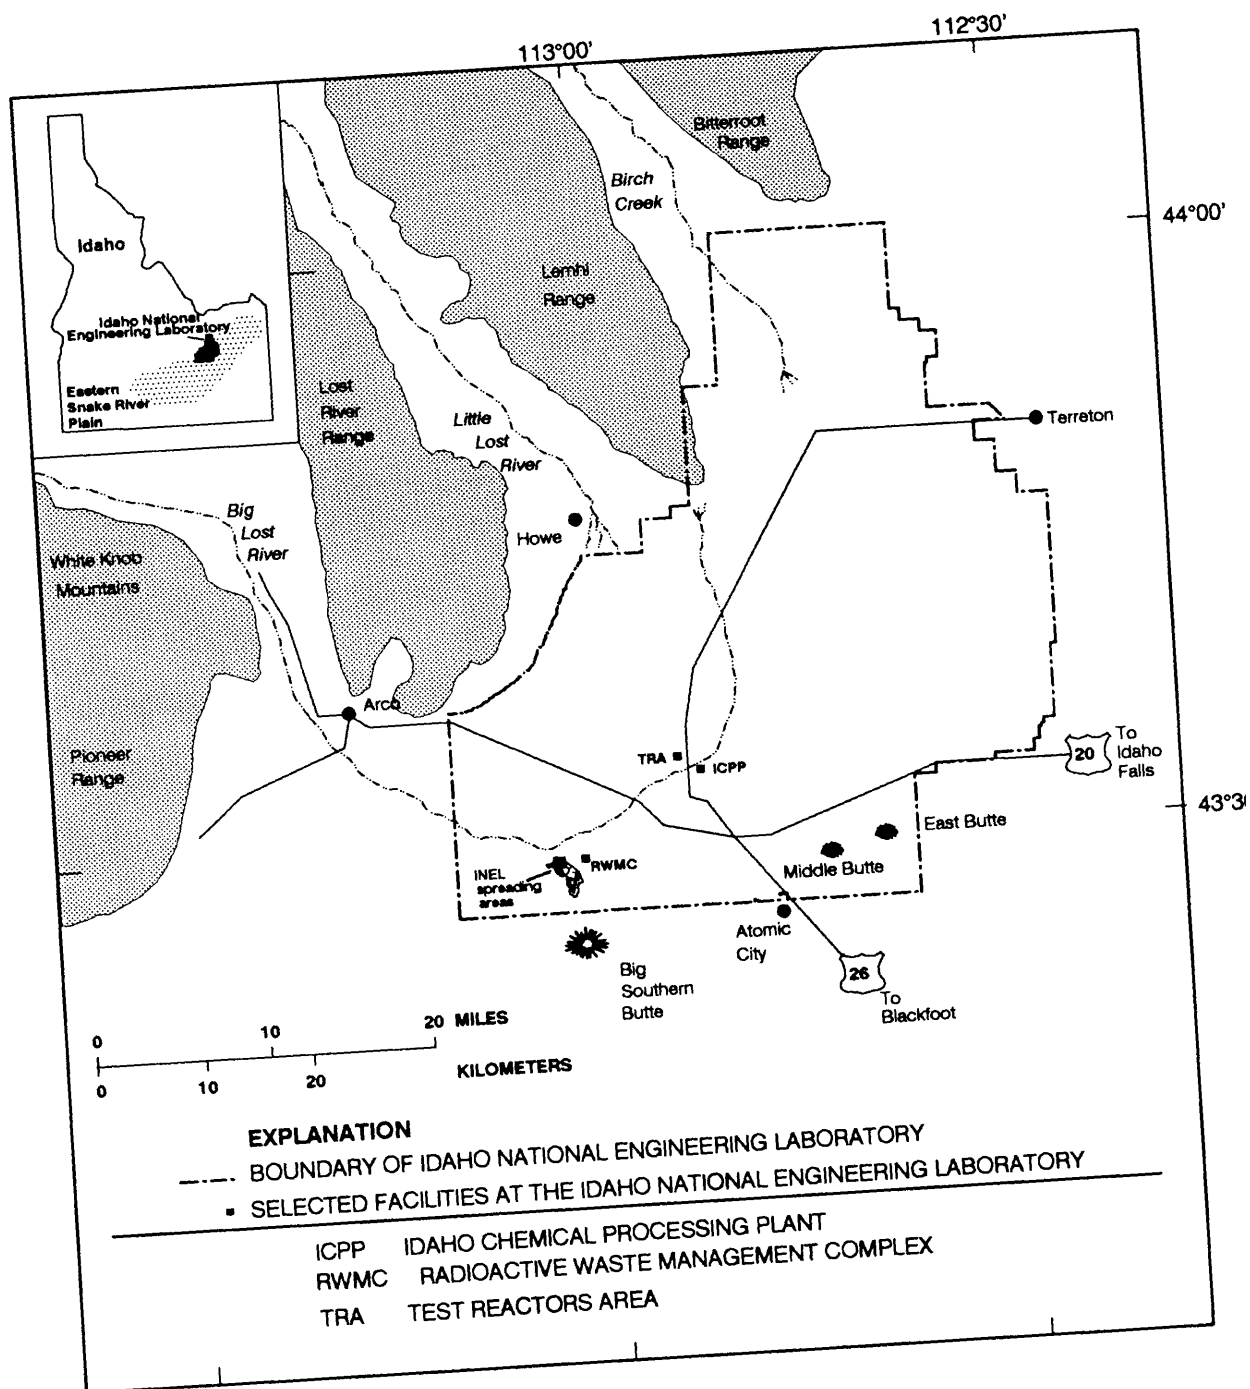 113°00'
112°30'
44°00'
43°30
Idaho
Idaho National
Engineering Laboratory
Eastern
Snake River
Plain
Bitterroot
Range
Birch
Creek
Lemhi
Range
Lost
River
Range
Little
Lost
River
Terreton
Howe
Big
Lost
River
White Knob
Mountains
Pioneer
Range
Arco
TRA
ICPP
20
To
Idaho
Falls
East Butte
Middle Butte
INEL
spreading
areas
RWMC
Atomic
City
Big
Southern
Butte
26
To
Blackfoot
0 10 20 MILES
0 10 20 KILOMETERS
EXPLANATION
BOUNDARY OF IDAHO NATIONAL ENGINEERING LABORATORY
SELECTED FACILITIES AT THE IDAHO NATIONAL ENGINEERING LABORATORY
ICPP IDAHO CHEMICAL PROCESSING PLANT
RWMC RADIOACTIVE WASTE MANAGEMENT COMPLEX
TRA TEST REACTORS AREA